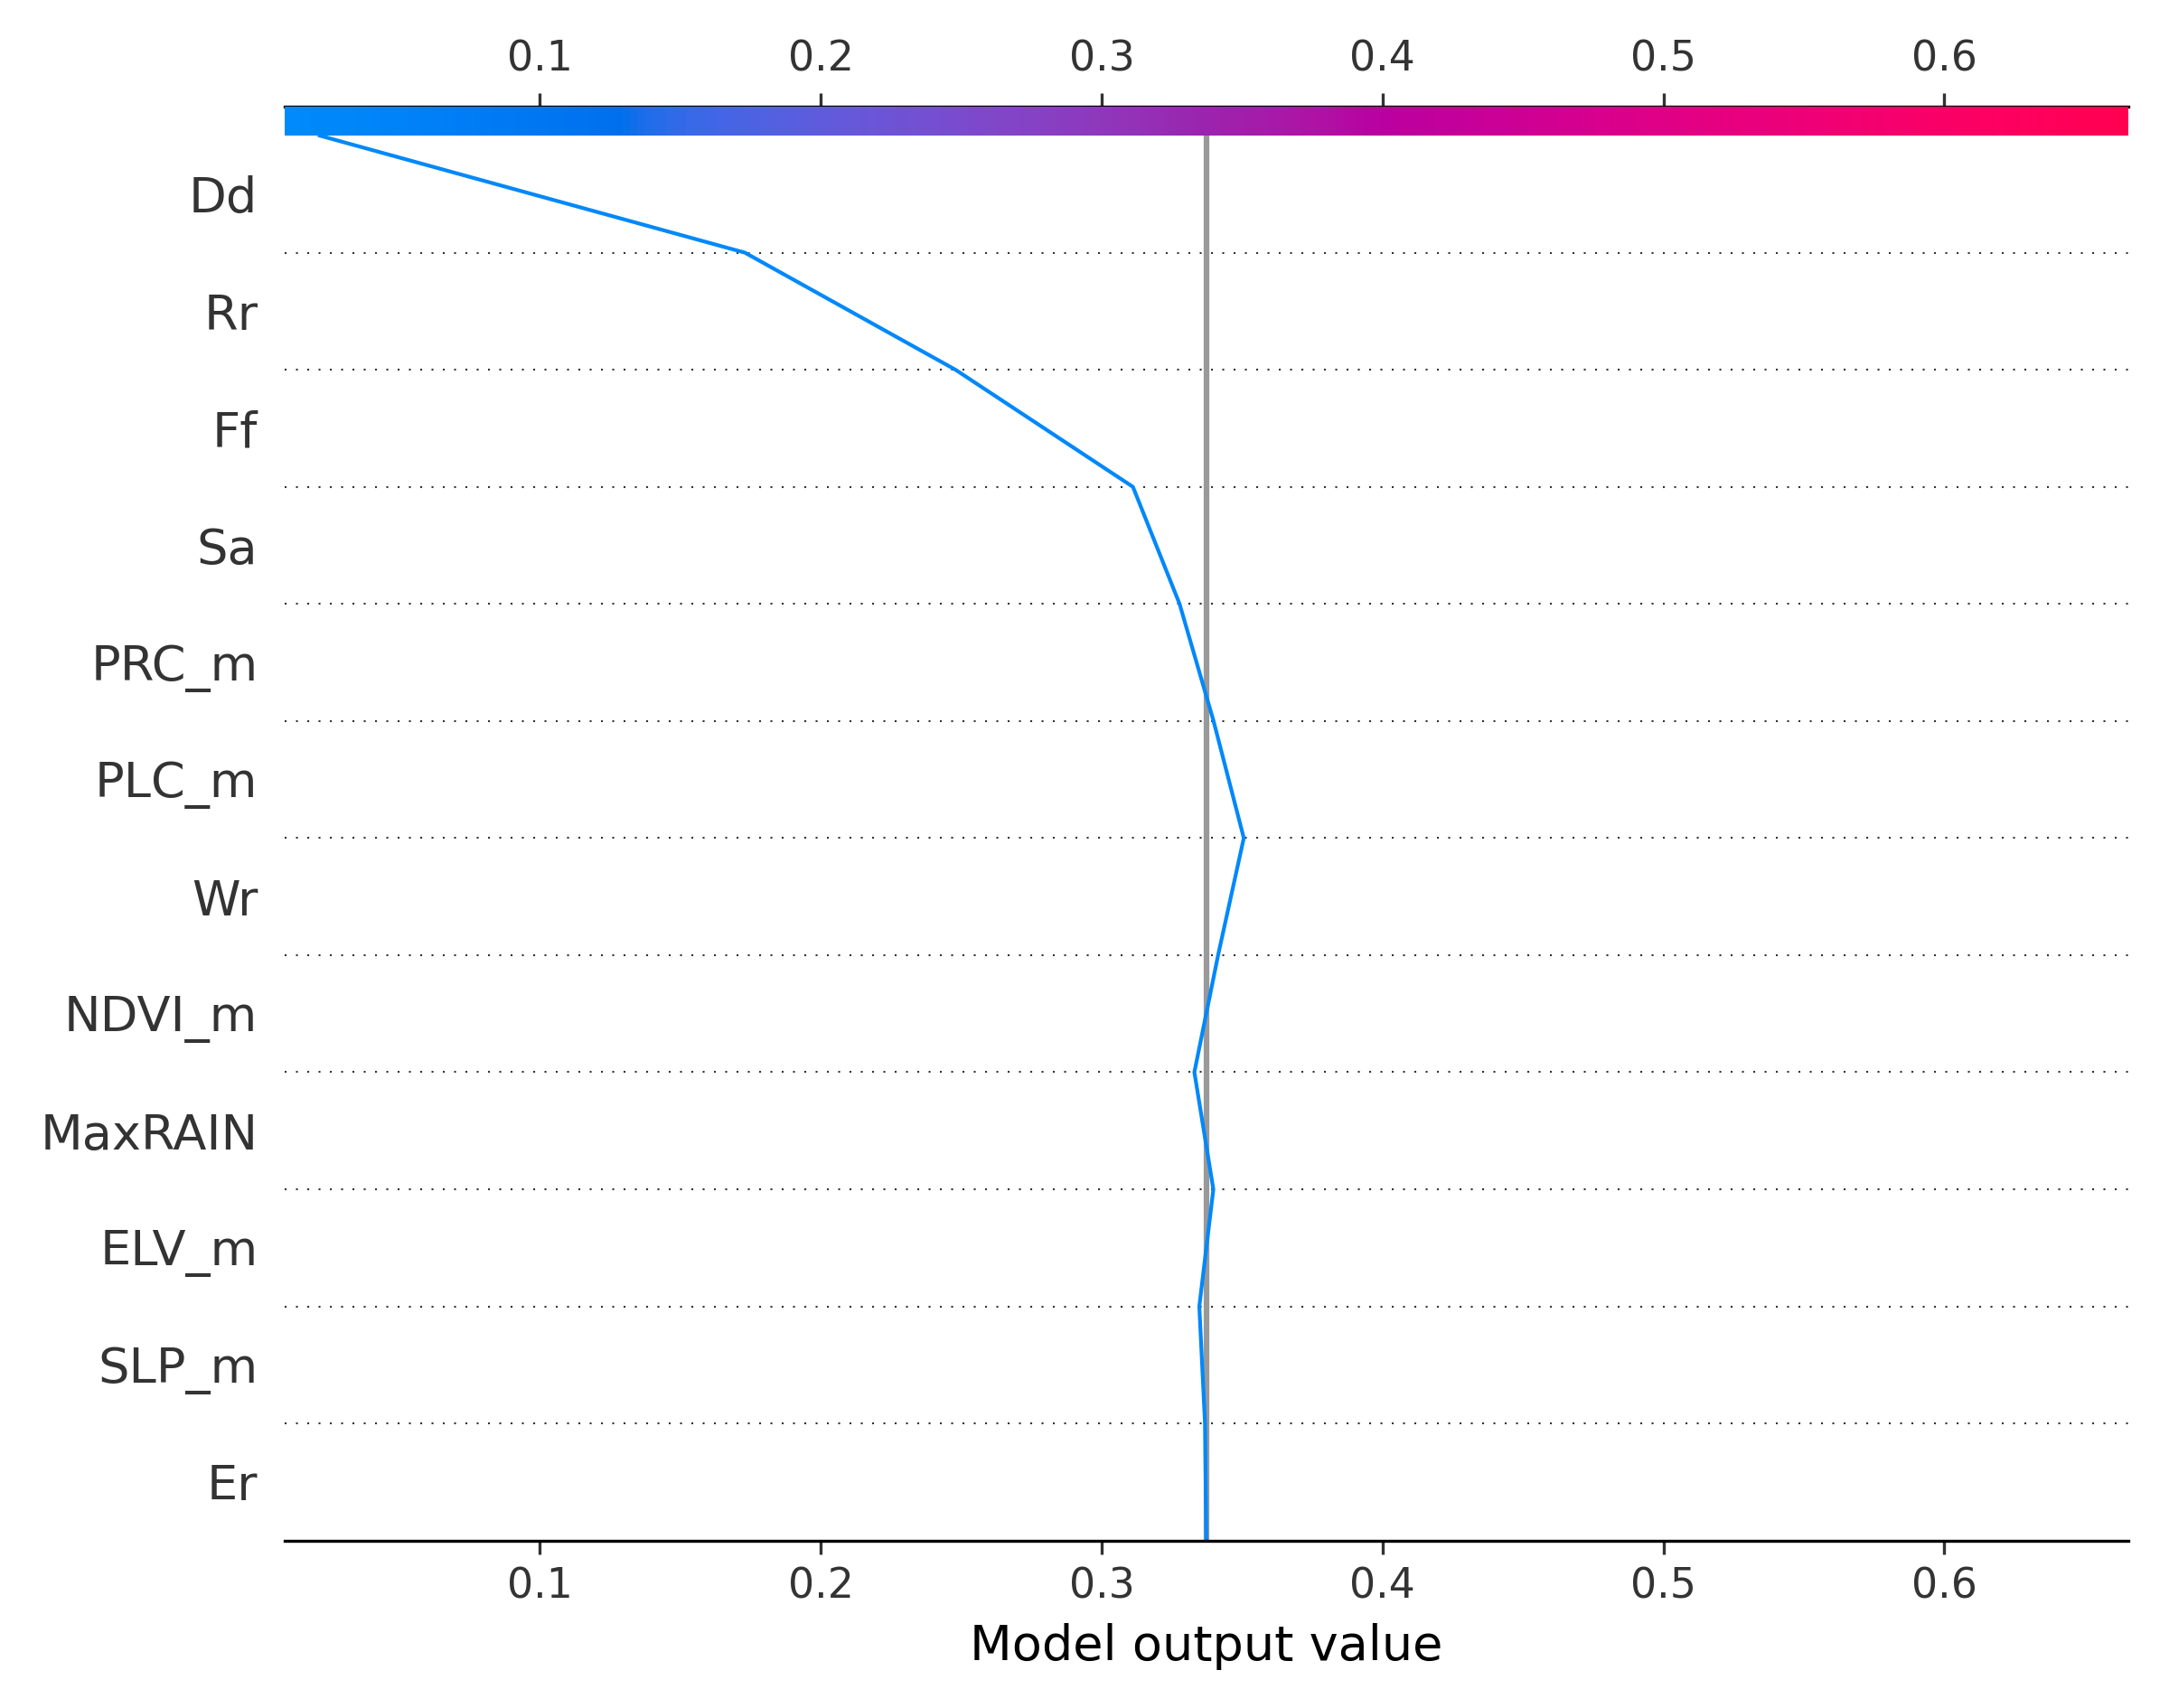 0.1 0.2 0.3 0.4 0.5 0.6
Dd
Rr
Ff
Sa
PRC_m
PLC_m
Wr
NDVI_m
MaxRAIN
ELV_m
SLP_m
Er
0.1 0.2 0.3 0.4 0.5 0.6
Model output value